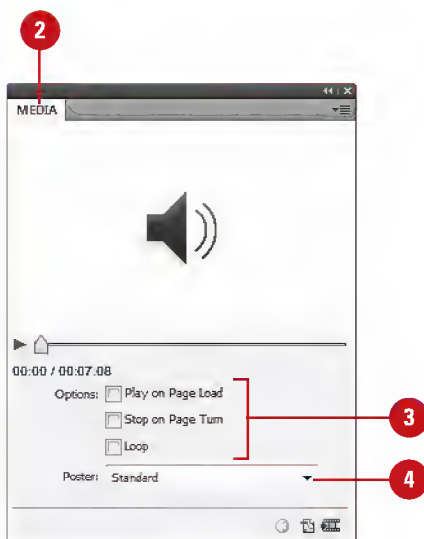 2
MEDIA
00:00 / 00:07.08
Options: Play on Page Load
Stop on Page Turn
Loop
3
Poster: Standard
4